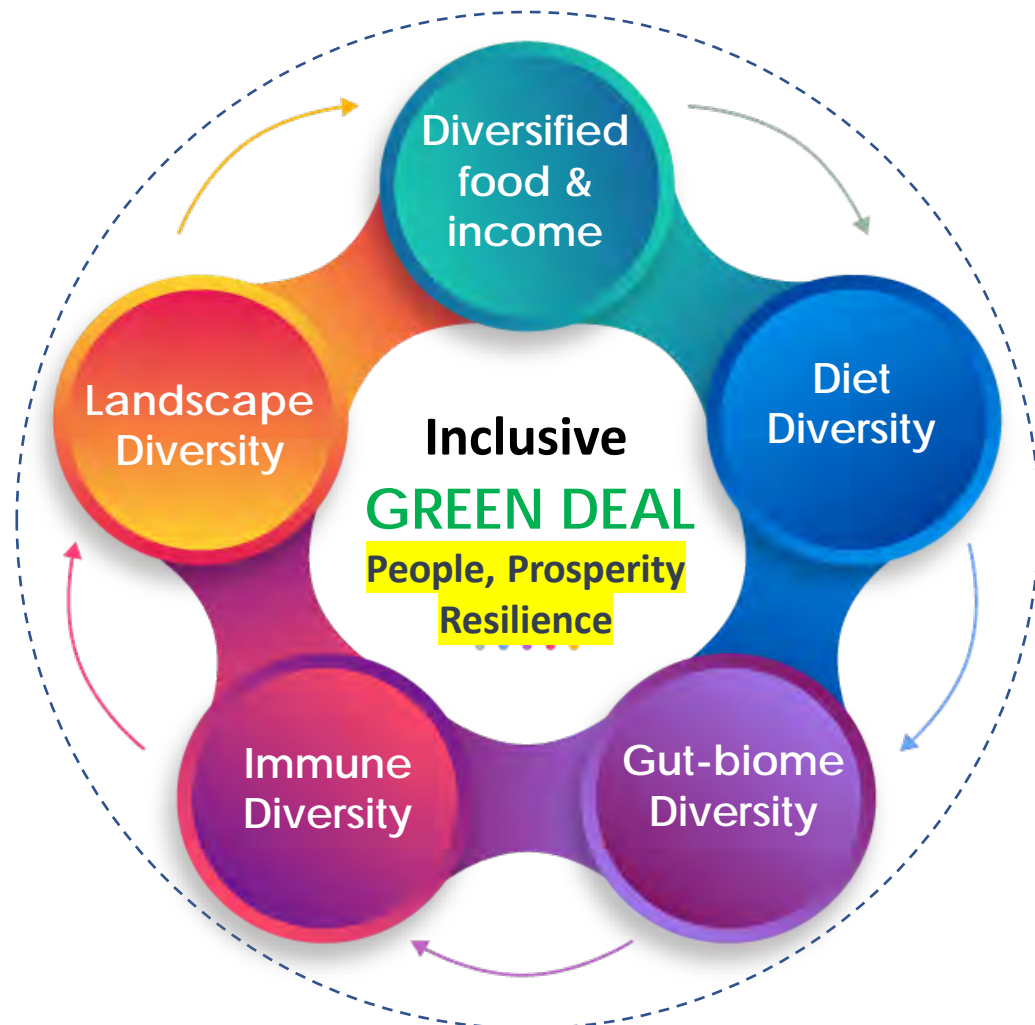 Diversified
food &
income
Diet
Diversity
Gut-biome
Diversity
Immune
Diversity
Landscape
Diversity
Inclusive
GREEN DEAL
People, Prosperity
Resilience